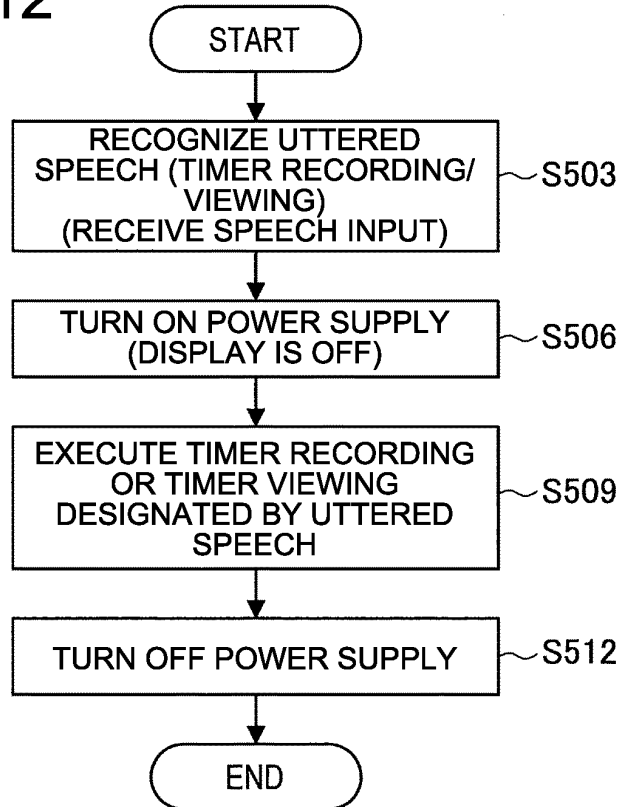 12
START
RECOGNIZE UTTERED
SPEECH (TIMER RECORDING/
VIEWING)
(RECEIVE SPEECH INPUT)
S503
TURN ON POWER SUPPLY
(DISPLAY IS OFF)
S506
EXECUTE TIMER RECORDING
OR TIMER VIEWING
DESIGNATED BY UTTERED
SPEECH
S509
TURN OFF POWER SUPPLY
S512
END